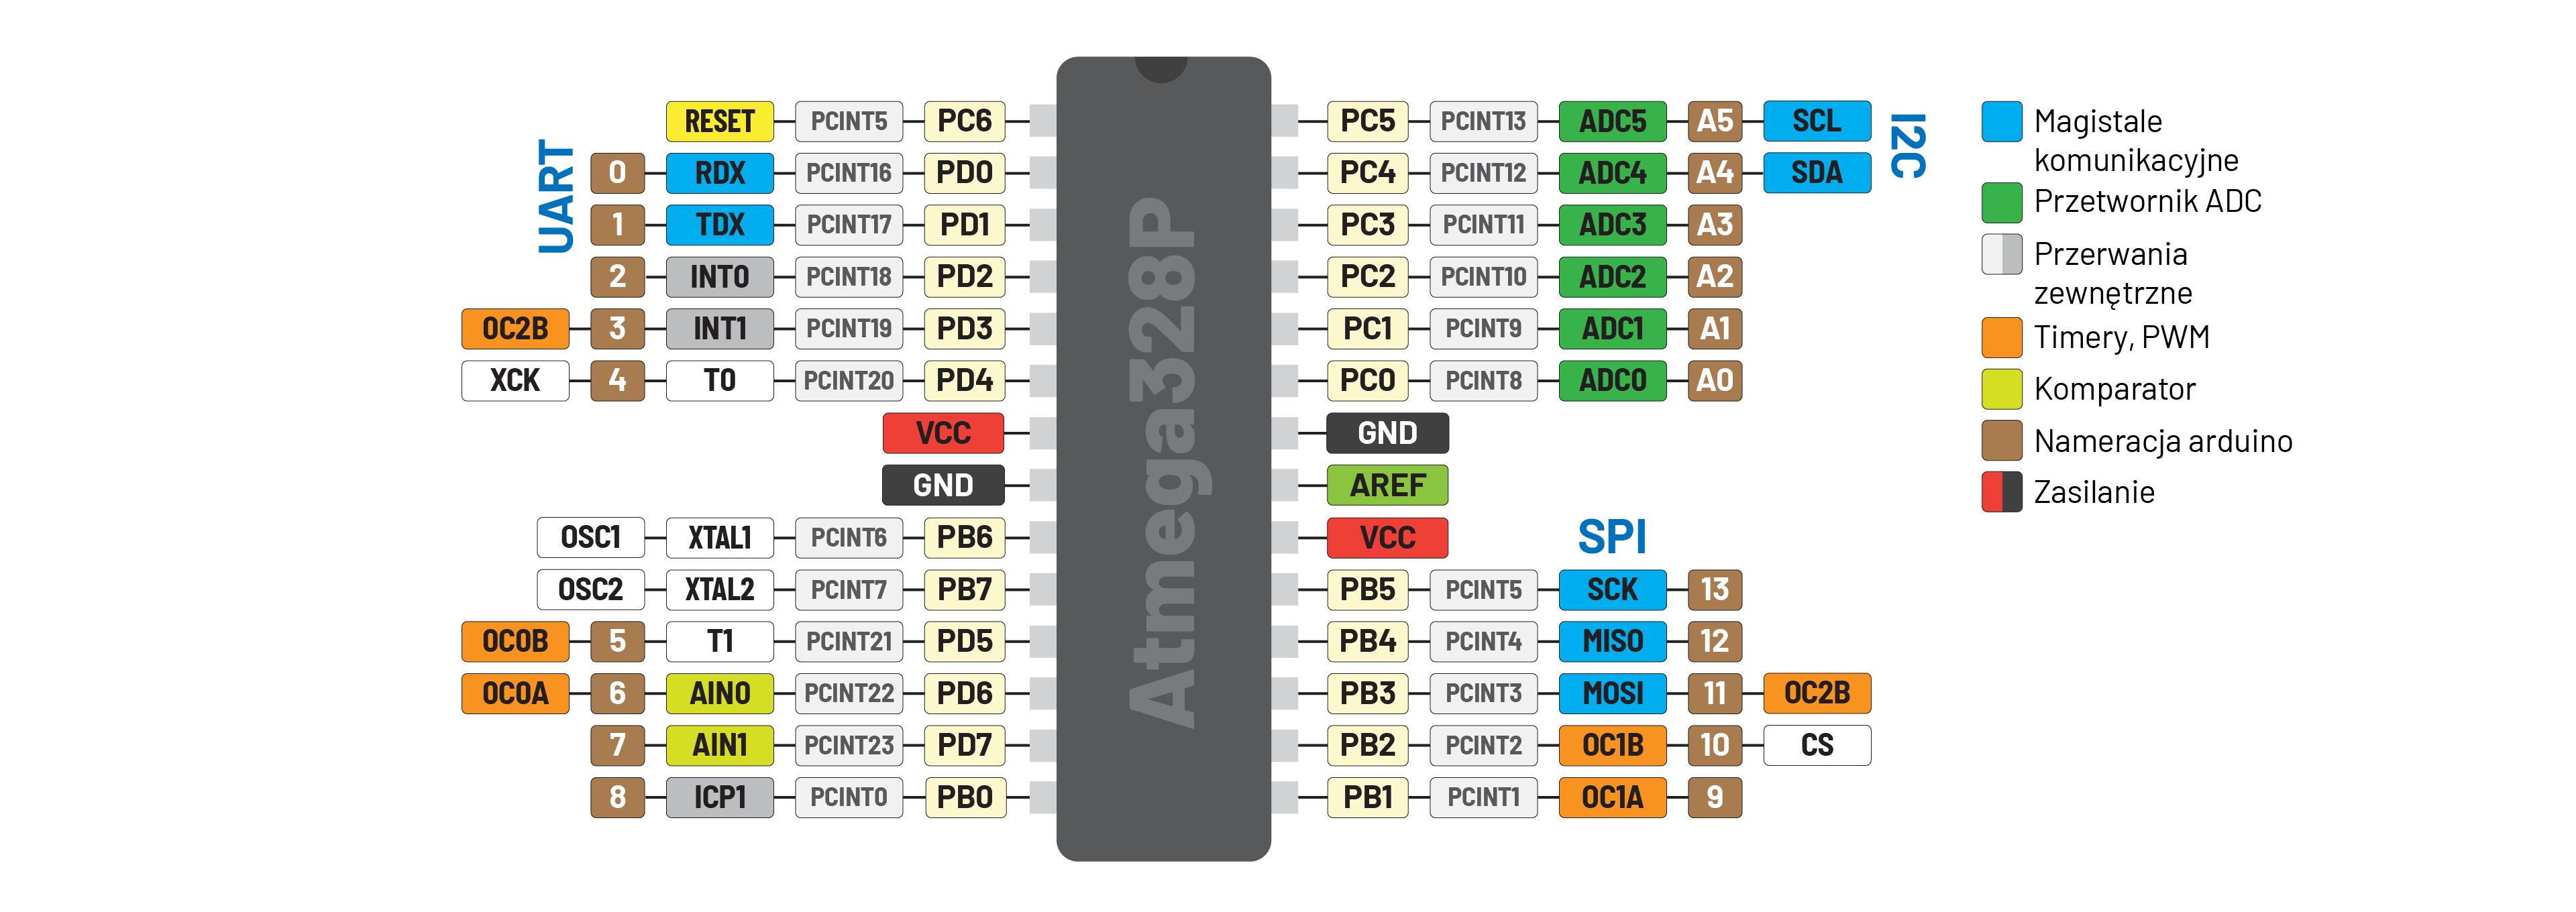 RESET PCINT5 PC6 PC5 PCINT13 ADC5 A5 SCL
0 RDX PCINT16 PD0 PC4 PCINT12 ADC4 A4 SDA
1 TDX PCINT17 PD1 PC3 PCINT11 ADC3 A3
2 INT0 PCINT18 PD2 PC2 PCINT10 ADC2 A2
OC2B 3 INT1 PCINT19 PD3 PC1 PCINT9 ADC1 A1
XCK 4 T0 PCINT20 PD4 PC0 PCINT8 ADC0 A0
VCC GND
GND AREF
OSC1 XTAL1 PCINT6 PB6 VCC
OSC2 XTAL2 PCINT7 PB7 PB5 PCINT5 SCK 13
OC0B 5 T1 PCINT21 PD5 PB4 PCINT4 MISO 12
OC0A 6 AIN0 PCINT22 PD6 PB3 PCINT3 MOSI 11 OC2B
7 AIN1 PCINT23 PD7 PB2 PCINT2 OC1B 10 CS
8 ICP1 PCINT0 PB0 PB1 PCINT1 OC1A 9
UART
Atmega328P
I2C
SPI
Magistale
komunikacyjne
Przetwornik ADC
Przerwania
zewnętrzne
Timery, PWM
Komparator
Nameracja arduino
Zasilanie